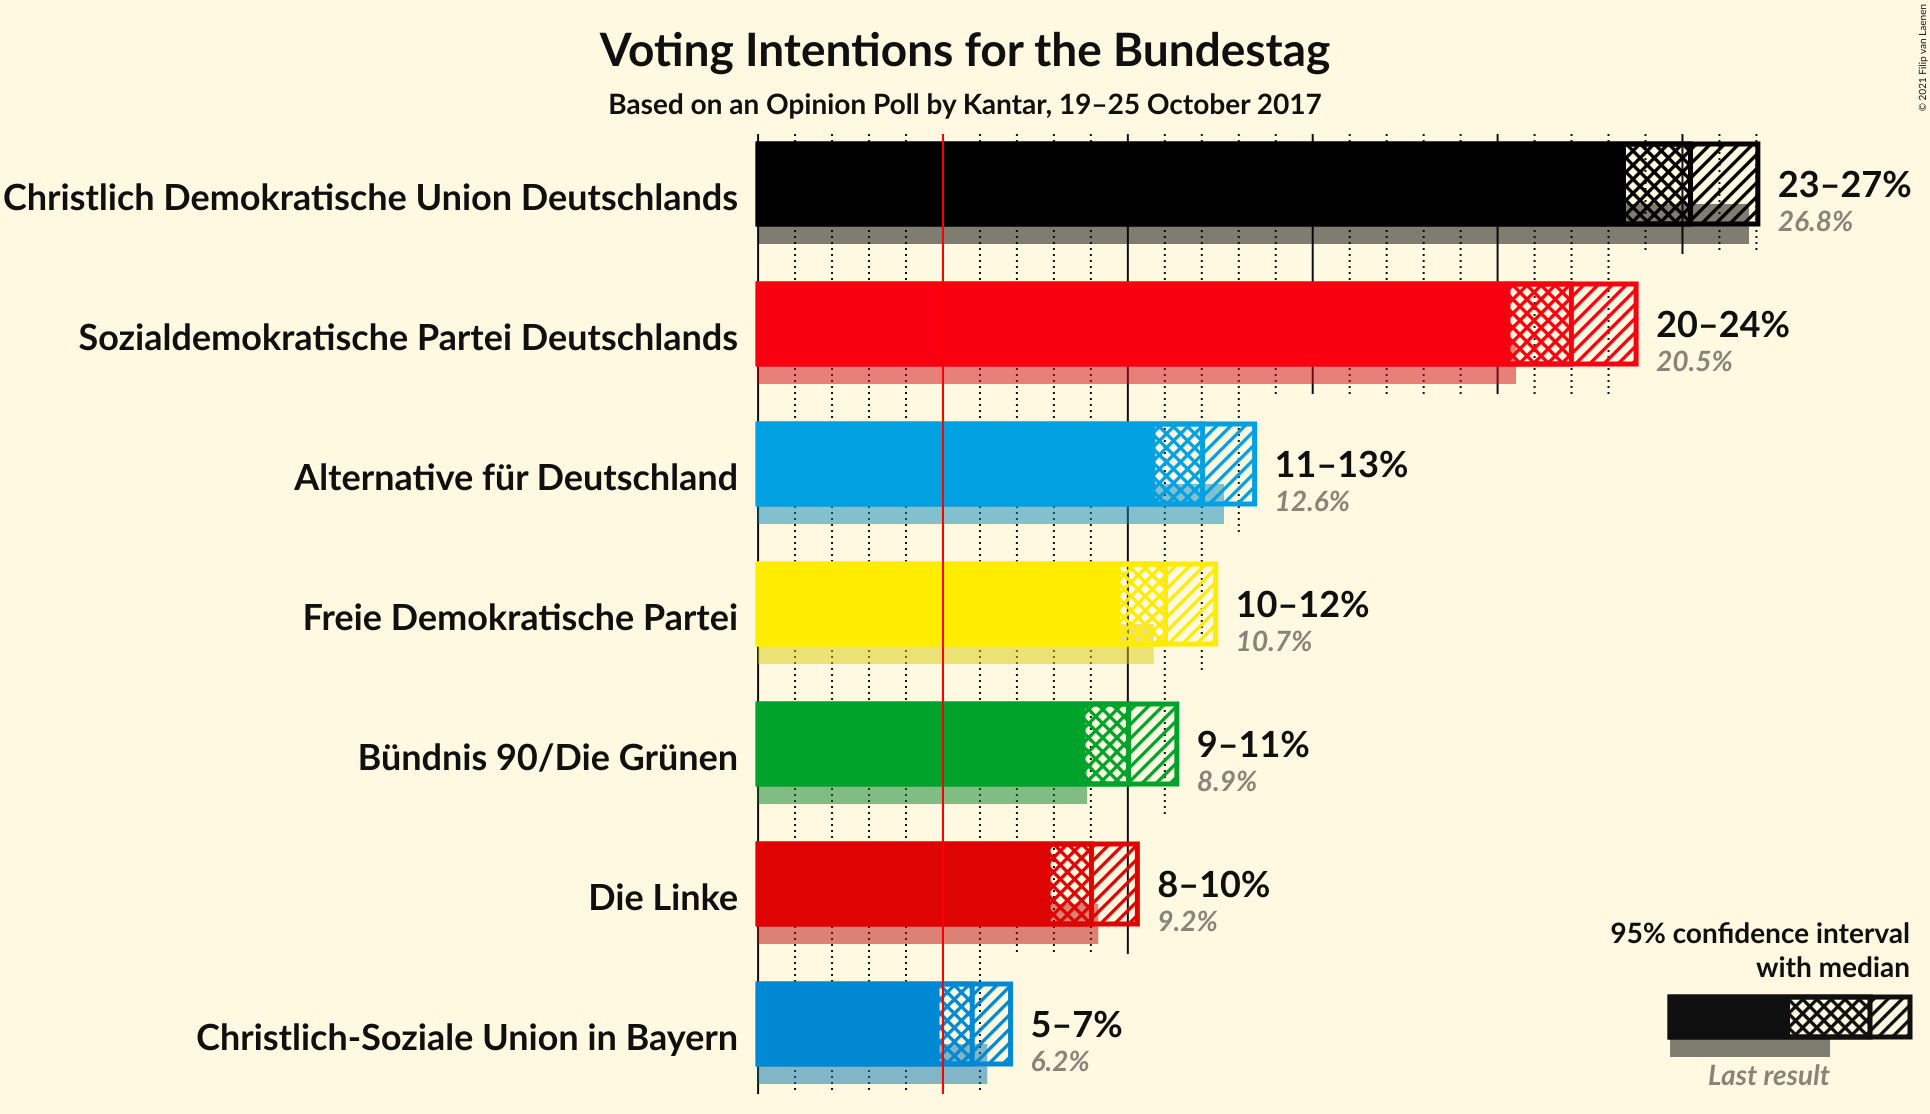 Voting Intentions for the Bundestag
Based on an Opinion Poll by Kantar, 19–25 October 2017
© 2021 Filip van Laenen
Christlich Demokratische Union Deutschlands
23–27%
26.8%
Sozialdemokratische Partei Deutschlands
20–24%
20.5%
Alternative für Deutschland
11–13%
12.6%
Freie Demokratische Partei
10–12%
10.7%
Bündnis 90/Die Grünen
9–11%
8.9%
Die Linke
8–10%
9.2%
Christlich-Soziale Union in Bayern
5–7%
6.2%
95% confidence interval
with median
Last result